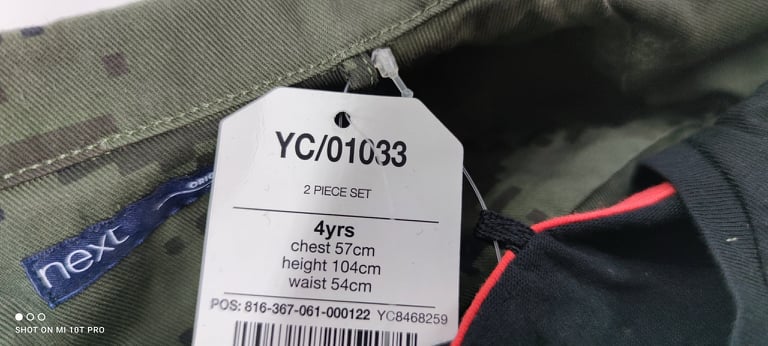 YC/01033
2 PIECE SET
4yrs
chest 57cm
height 104cm
waist 54cm
POS: 816-367-061-000122 YC8468259
next
SHOT ON MI 10T PRO